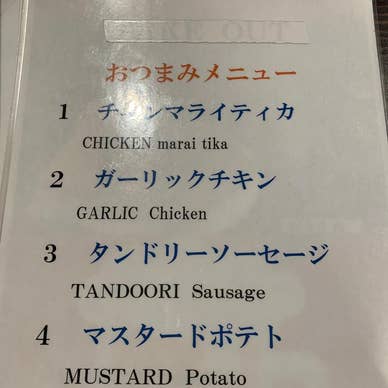 TAKE OUT
おつまみメニュー
1 チキンマライティカ
CHICKEN marai tika
2 ガーリックチキン
GARLIC Chicken
3 タンドリーソーセージ
TANDOORI Sausage
4 マスタードポテト
MUSTARD Potato